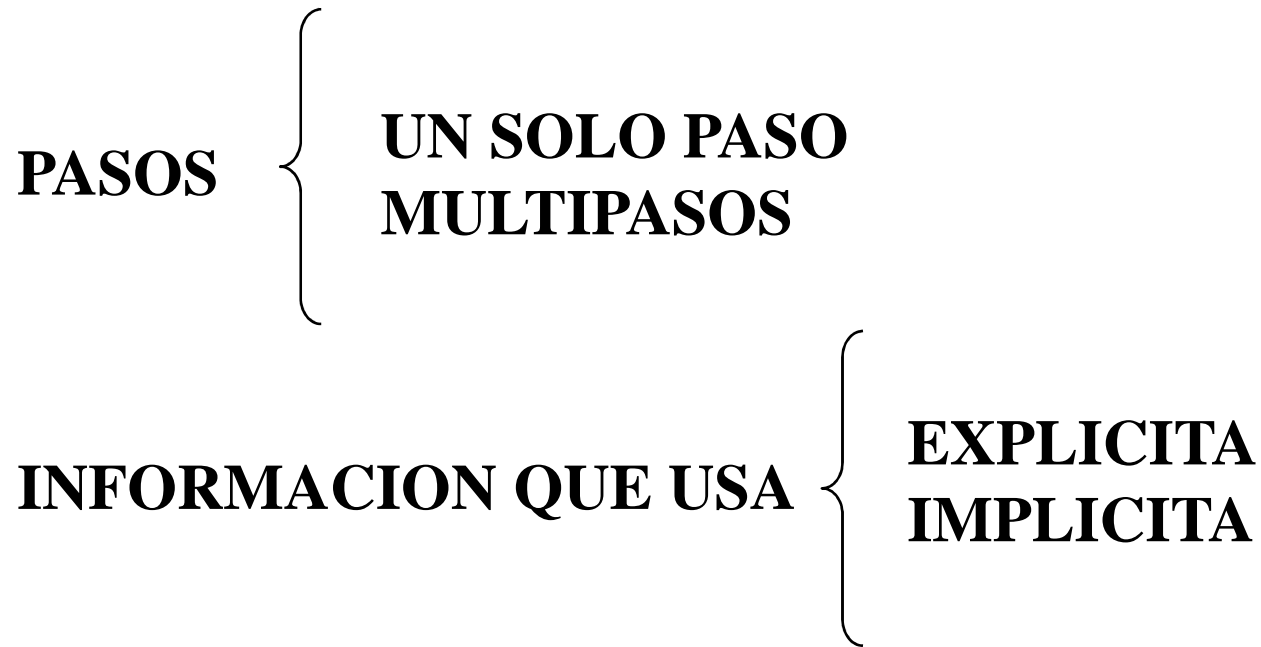 PASOS
UN SOLO PASO
MULTIPASOS
INFORMACION QUE USA
EXPLICITA
IMPLICITA